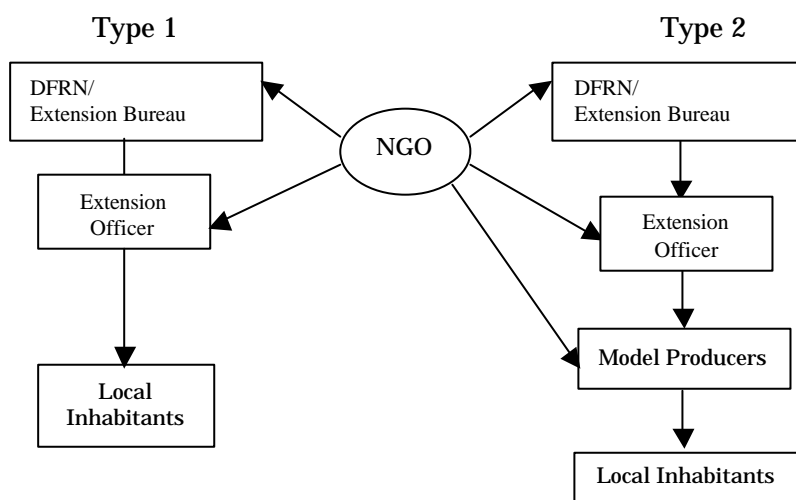 Type 1
Type 2
DFRN/
Extension Bureau
NGO
DFRN/
Extension Bureau
Extension
Officer
Extension
Officer
Local
Inhabitants
Model Producers
Local Inhabitants